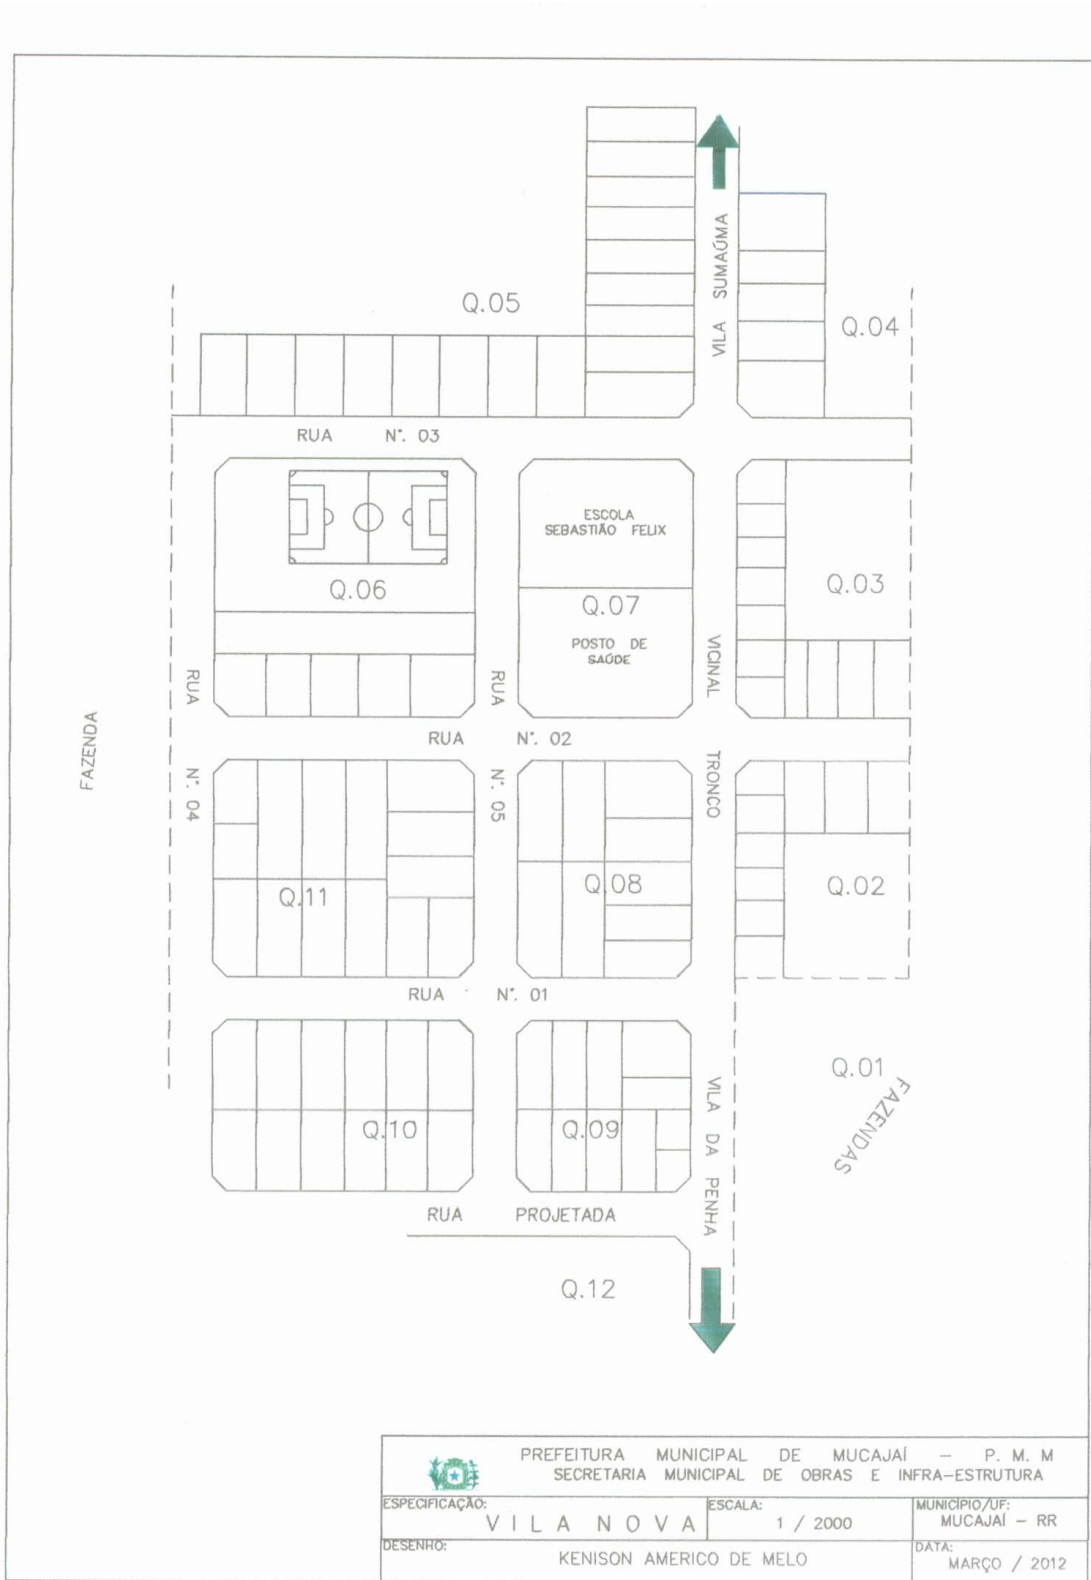 VILA SUMAÚMA
Q.05
Q.04
RUA N°. 03
ESCOLA
SEBASTIÃO FELIX
Q.06
Q.07
Q.03
POSTO DE
SAÚDE
VICINAL TRONCO
RUA N°. 04
RUA N°. 05
FAZENDA
RUA N°. 02
Q.11
Q.08
Q.02
RUA N°. 01
Q.01
FAZENDAS
Q.10
Q.09
VILA DA PENHA
RUA PROJETADA
Q.12
PREFEITURA MUNICIPAL DE MUCAJAÍ – P. M. M
SECRETARIA MUNICIPAL DE OBRAS E INFRA-ESTRUTURA
ESPECIFICAÇÃO:
VILA NOVA
ESCALA:
1 / 2000
MUNICÍPIO/UF:
MUCAJAÍ – RR
DESENHO:
KENISON AMERICO DE MELO
DATA:
MARÇO / 2012